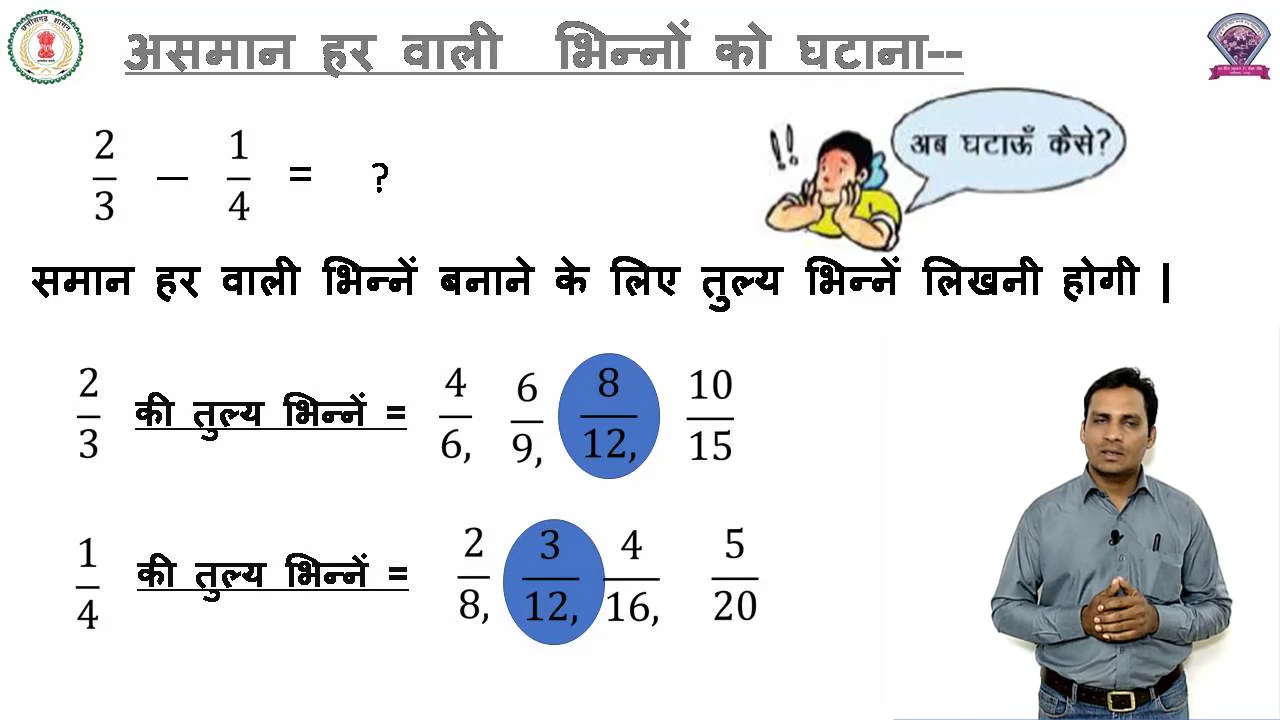 असमान हर वाली भिन्नों को घटाना--
अब घटाऊँ कैसे?
!!
2/3 — 1/4 = ?
समान हर वाली भिन्नें बनाने के लिए तुल्य भिन्नें लिखनी होगी |
2/3 की तुल्य भिन्नें = 4/6, 6/9, 8/12, 10/15
1/4 की तुल्य भिन्नें = 2/8, 3/12, 4/16, 5/20